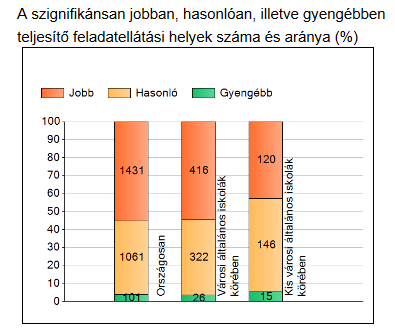 A szignifikánsan jobban, hasonlóan, illetve gyengébben
teljesítő feladatellátási helyek száma és aránya (%)
Jobb Hasonló Gyengébb
100
90
80
70
60
50
40
30
20
10
0
1431
1061
101
Országosan
416
322
26
Városi általános iskolák
körében
120
146
15
Kis városi általános iskolák
körében